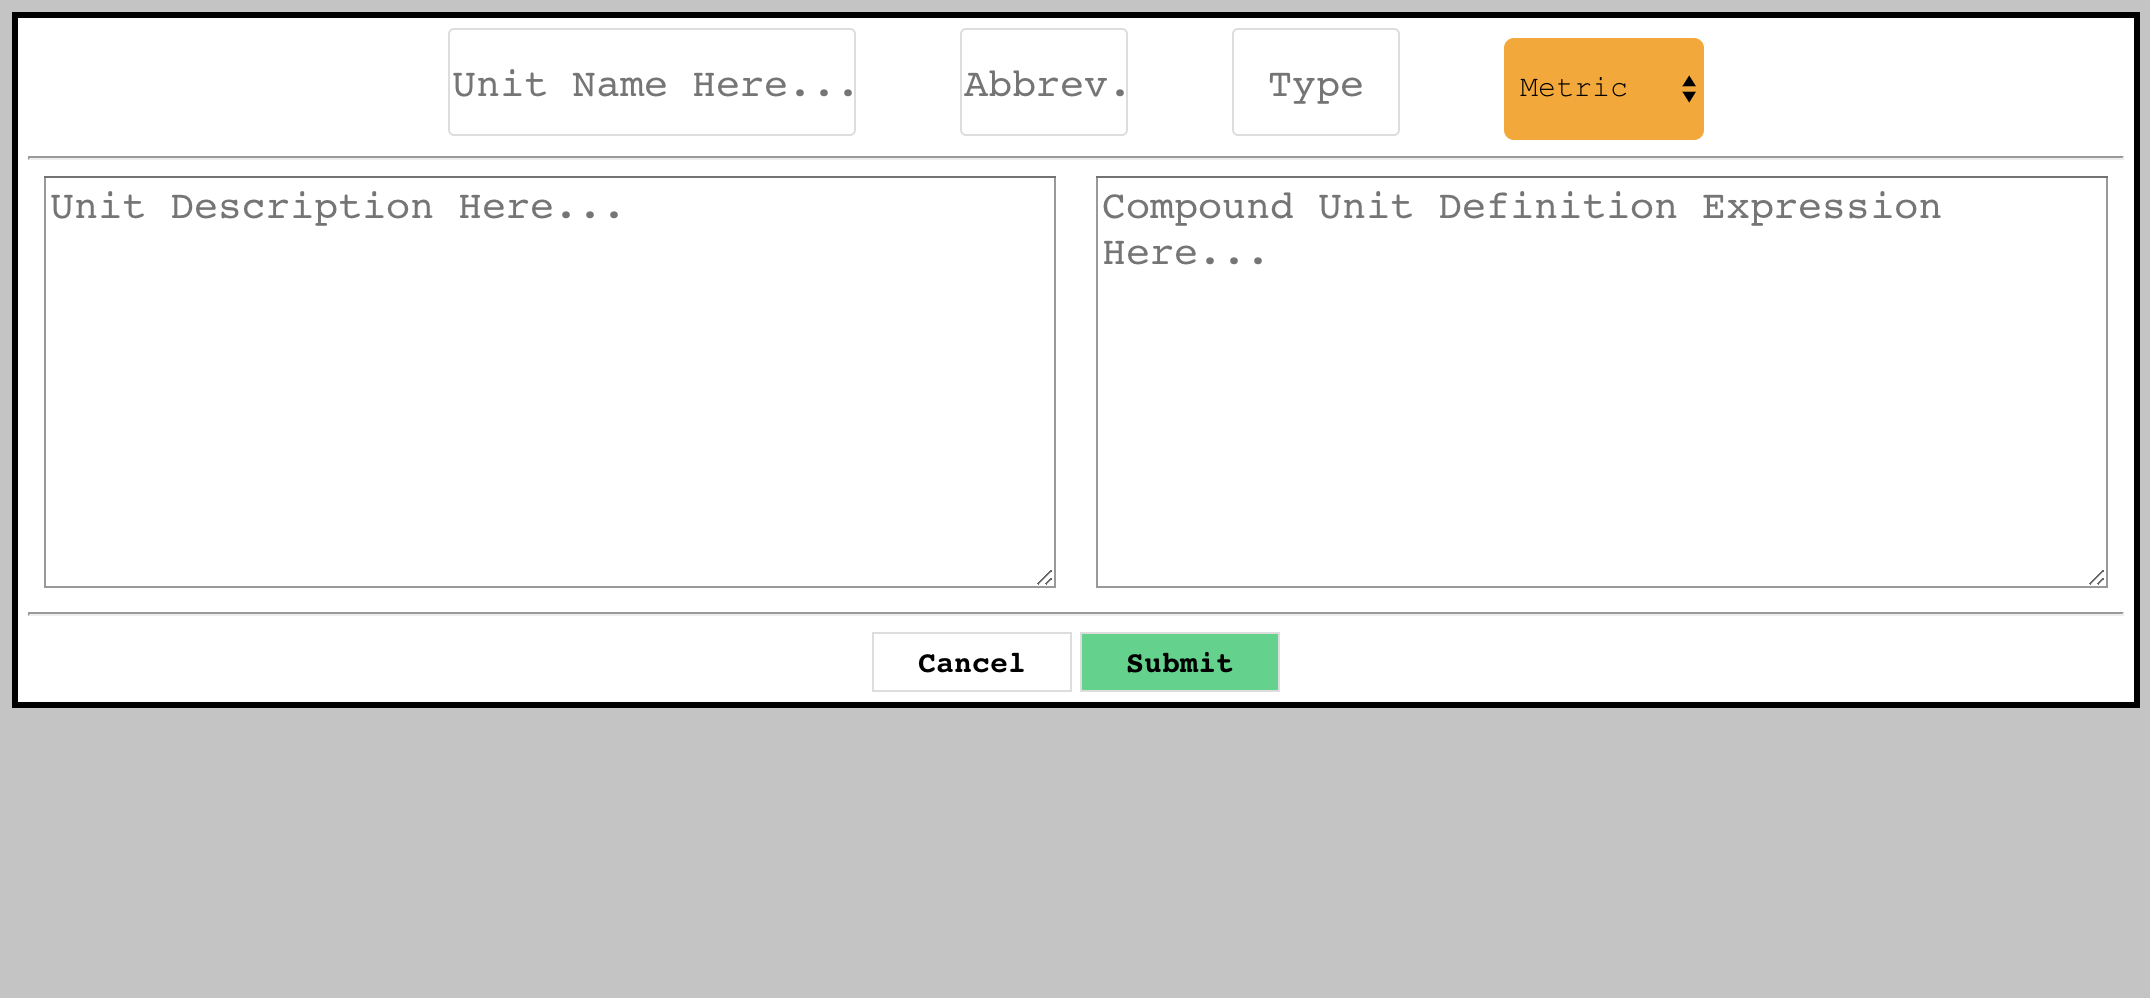 Unit Name Here... Abbrev. Type Metric
Unit Description Here...
Compound Unit Definition Expression
Here...
Cancel Submit